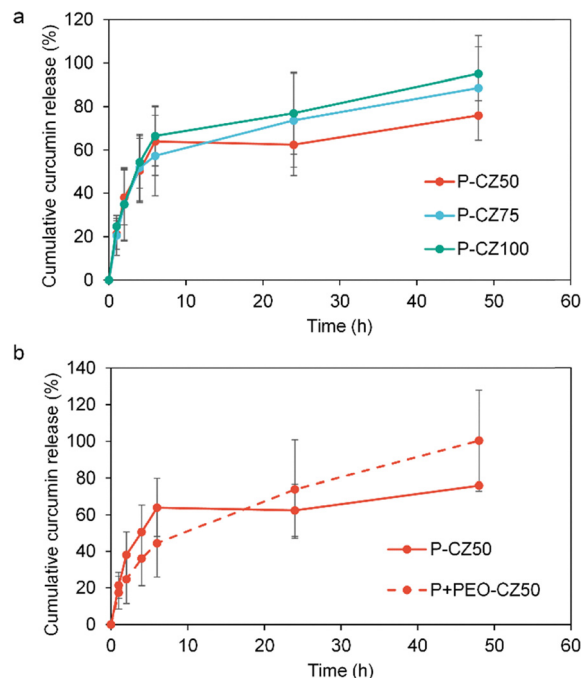 a
Cumulative curcumin release (%)
120
100
80
60
40
20
0
P-CZ50
P-CZ75
P-CZ100
0 10 20 30 40 50 60
Time (h)
b
Cumulative curcumin release (%)
140
120
100
80
60
40
20
0
P-CZ50
P+PEO-CZ50
0 10 20 30 40 50 60
Time (h)